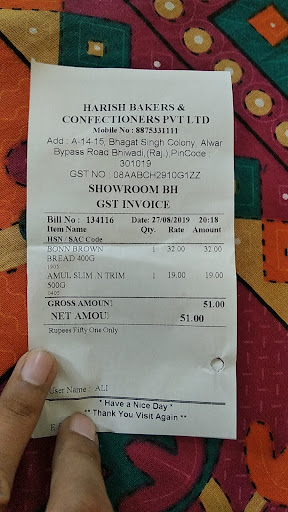 HARISH BAKERS &
CONFECTIONERS PVT LTD
Mobile No : 8875331111
Add : A-14-15, Bhagat Singh Colony, Alwar
Bypass Road Bhiwadi,(Raj.),PinCode
301019
GST NO : 08AABCH2910G1ZZ
SHOWROOM BH
GST INVOICE
Bill No : 134116 Date: 27/08/2019 20:18
Item Name Qty. Rate Amount
HSN / SAC Code
BONN BROWN 1 32.00 32.00
BREAD 400G
1905
AMUL SLIM N TRIM 1 19.00 19.00
500G
0405
GROSS AMOUNT 51.00
NET AMOU 51.00
Rupees Fifty One Only
User Name : ALI
* Have a Nice Day *
** Thank You Visit Again **